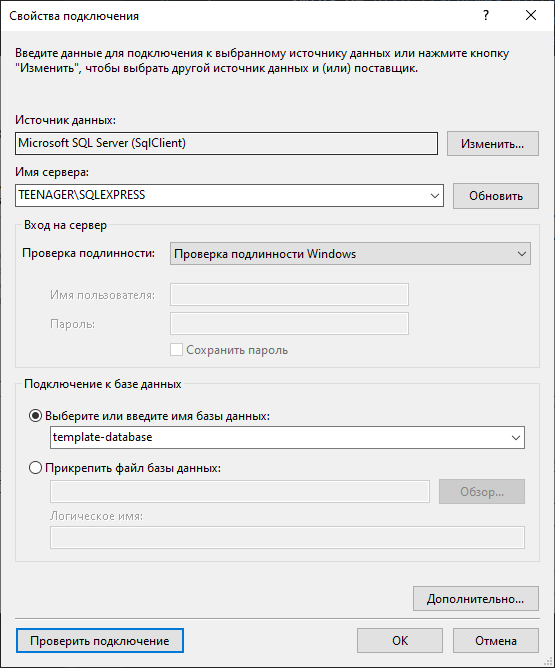 Свойства подключения
Введите данные для подключения к выбранному источнику данных или нажмите кнопку
"Изменить", чтобы выбрать другой источник данных и (или) поставщик.
Источник данных:
Microsoft SQL Server (SqlClient)
Изменить...
Имя сервера:
TEENAGER\SQLEXPRESS
Обновить
Вход на сервер
Проверка подлинности:
Проверка подлинности Windows
Имя пользователя:
Пароль:
Сохранить пароль
Подключение к базе данных
Выберите или введите имя базы данных:
template-database
Прикрепить файл базы данных:
Обзор...
Логическое имя:
Дополнительно...
Проверить подключение
ОК
Отмена